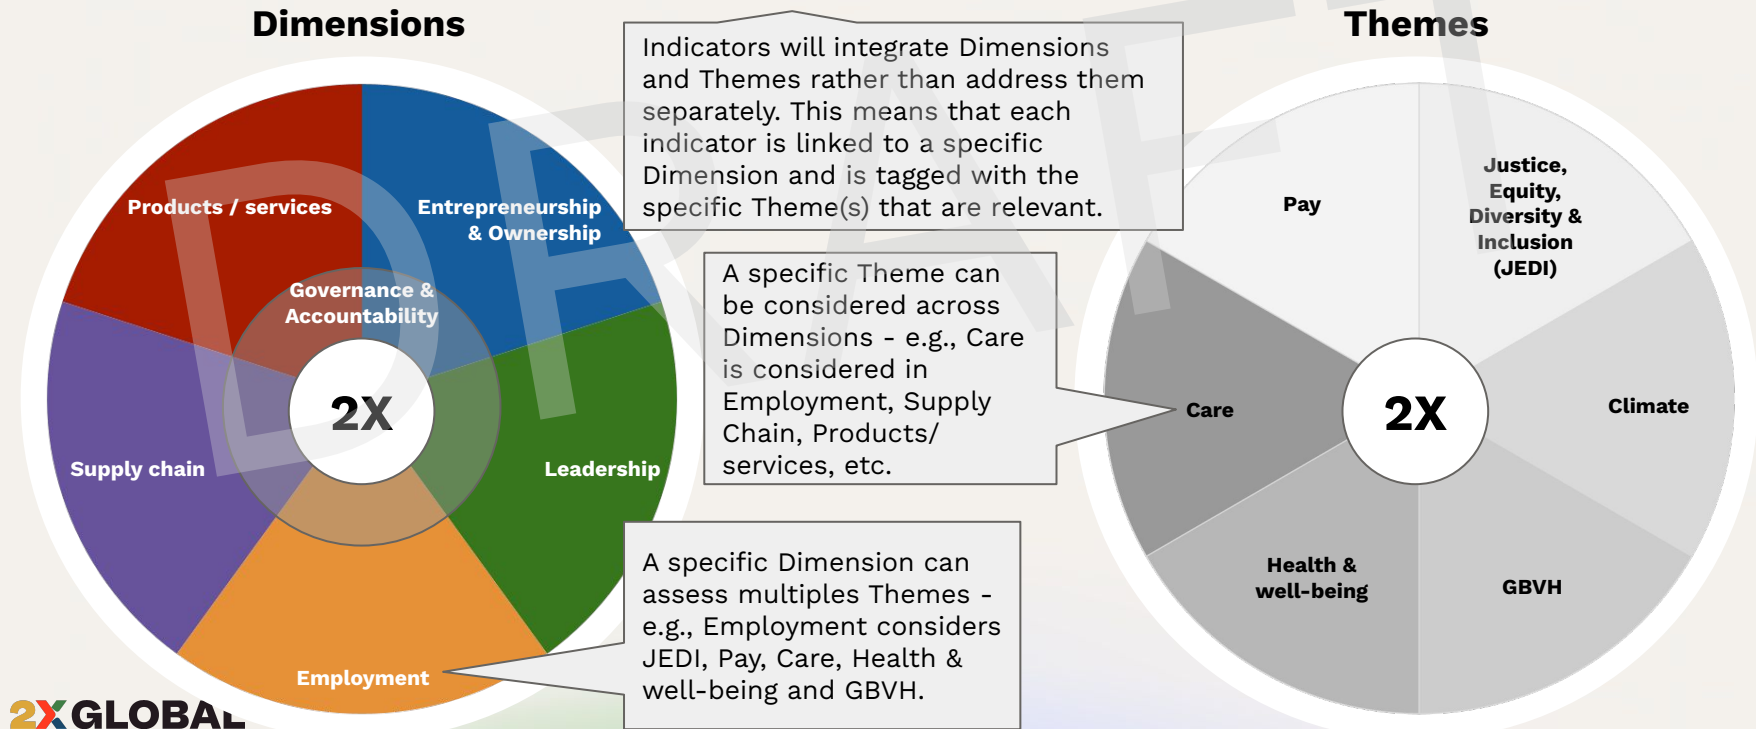 Dimensions
Products / services
Entrepreneurship
& Ownership
Governance &
Accountability
2X
Supply chain
Leadership
Employment
Indicators will integrate Dimensions
and Themes rather than address them
separately. This means that each
indicator is linked to a specific
Dimension and is tagged with the
specific Theme(s) that are relevant.
A specific Theme can
be considered across
Dimensions - e.g., Care
is considered in
Employment, Supply
Chain, Products/
services, etc.
A specific Dimension can
assess multiples Themes -
e.g., Employment considers
JEDI, Pay, Care, Health &
well-being and GBVH.
Themes
Pay
Justice,
Equity,
Diversity &
Inclusion
(JEDI)
Care
2X
Climate
Health &
well-being
GBVH
2XGLOBAL
DRAFT